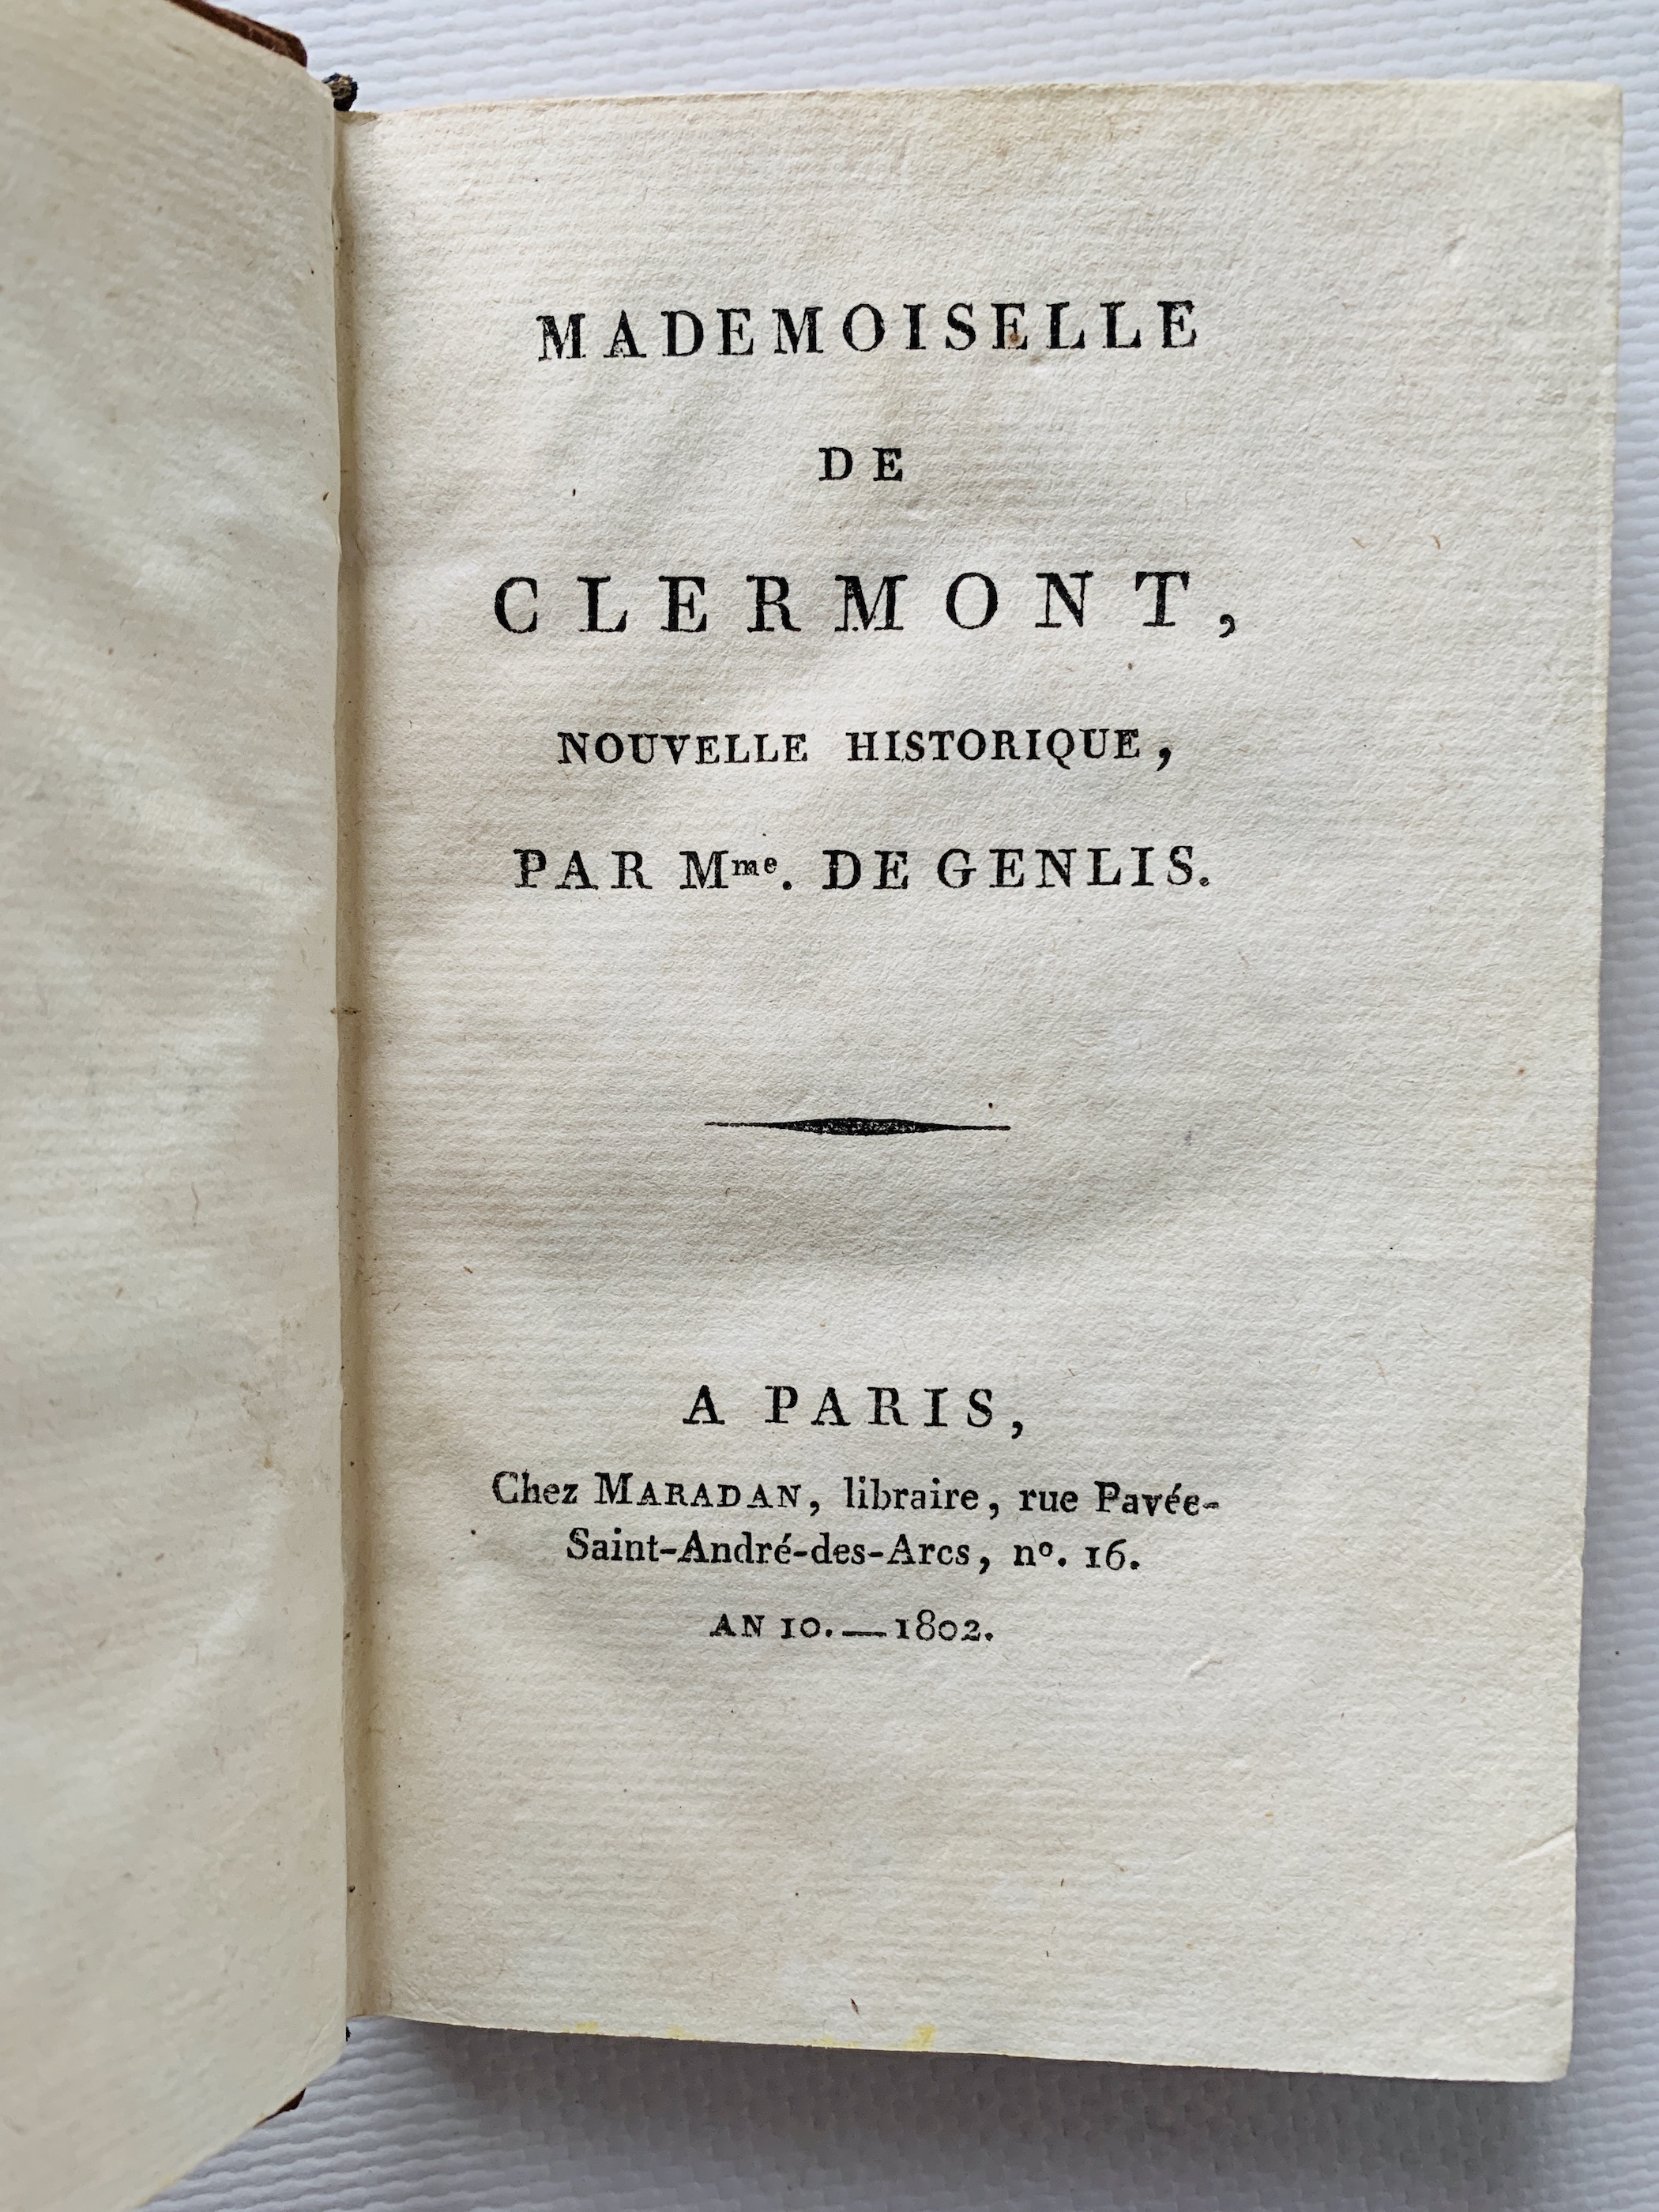 MADEMOISELLE
DE
CLERMONT,
NOUVELLE HISTORIQUE,
PAR Mme. DE GENLIS.
A PARIS,
Chez MARADAN, libraire, rue Pavée-
Saint-André-des-Arcs, nº. 16.
AN 10.—1802.